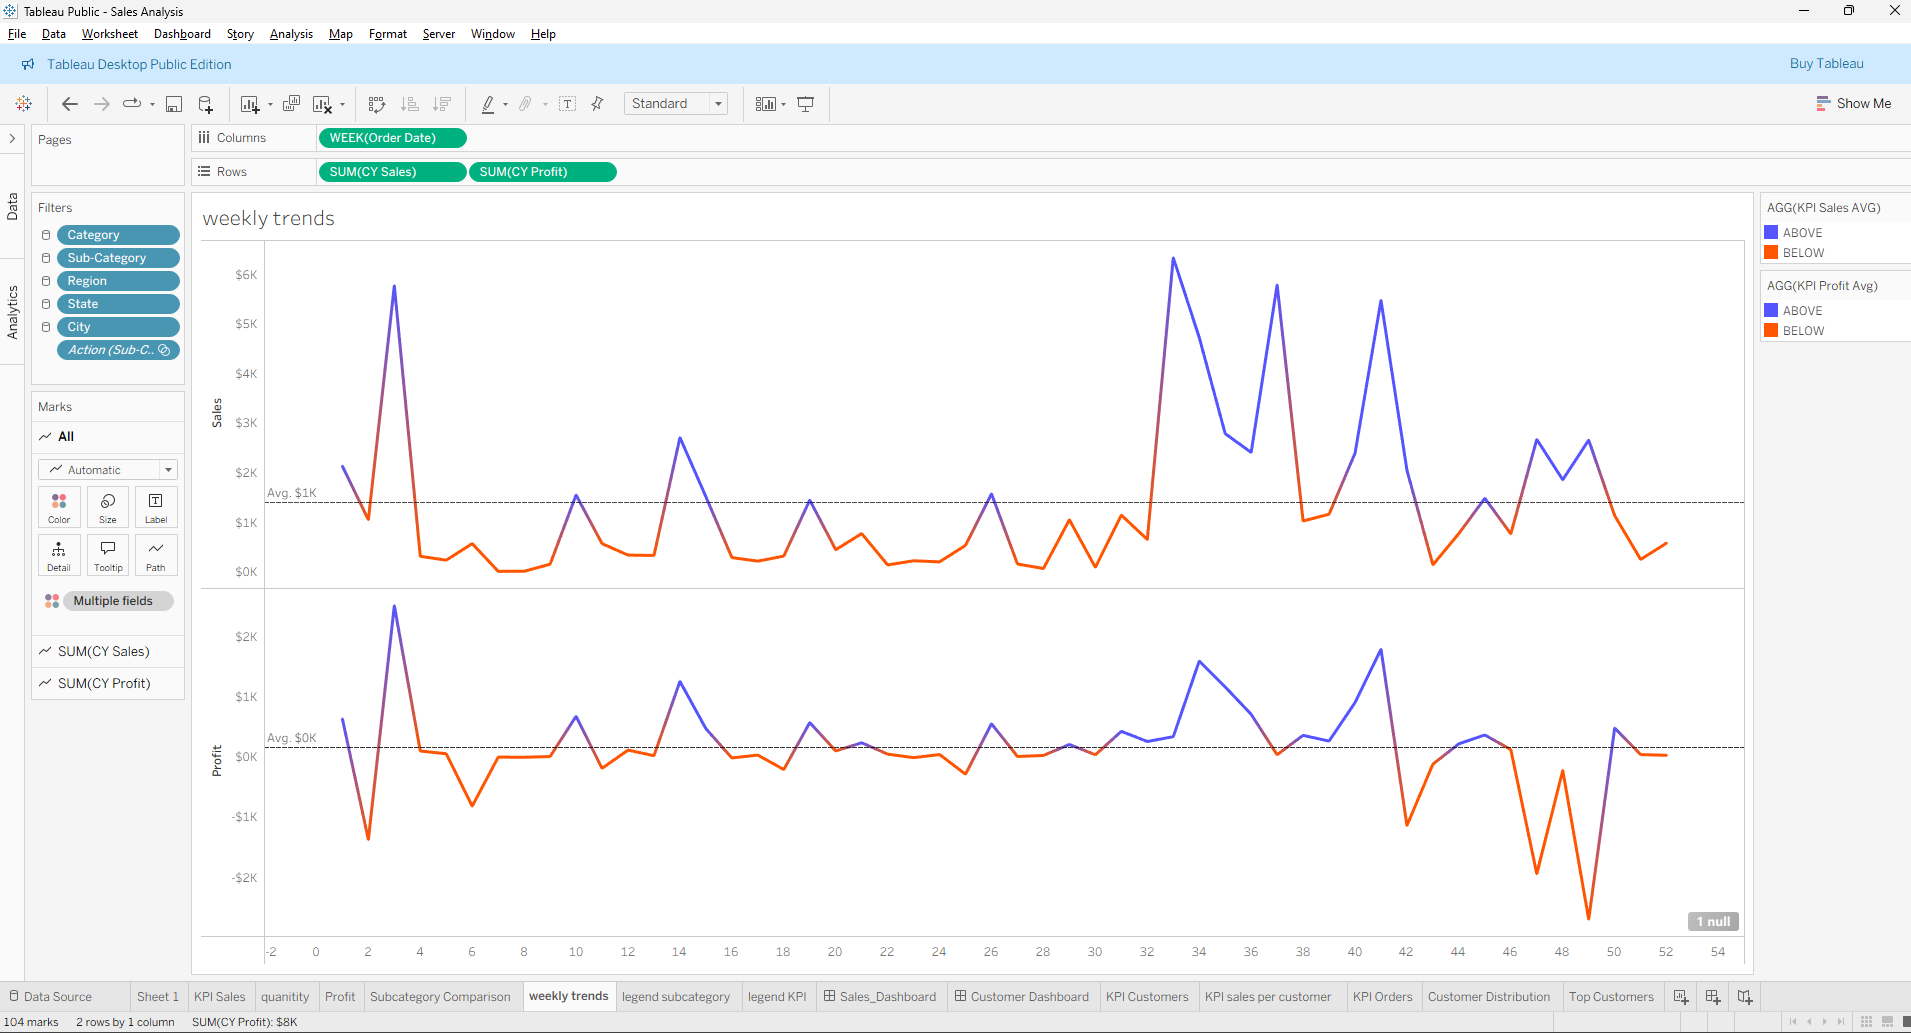 Tableau Public - Sales Analysis
File Data Worksheet Dashboard Story Analysis Map Format Server Window Help
Tableau Desktop Public Edition Buy Tableau
Standard Show Me
Pages
Columns WEEK(Order Date)
Rows SUM(CY Sales) SUM(CY Profit)
Data
Analytics
Filters
Category
Sub-Category
Region
State
City
Action (Sub-C..
Marks
All
Automatic
Color Size Label
Detail Tooltip Path
Multiple fields
SUM(CY Sales)
SUM(CY Profit)
weekly trends
Sales
$6K
$5K
$4K
$3K
$2K
Avg. $1K
$1K
$0K
Profit
$2K
$1K
Avg. $0K
$0K
-$1K
-$2K
1 null
-2 0 2 4 6 8 10 12 14 16 18 20 22 24 26 28 30 32 34 36 38 40 42 44 46 48 50 52 54
AGG(KPI Sales AVG)
ABOVE
BELOW
AGG(KPI Profit Avg)
ABOVE
BELOW
Data Source Sheet 1 KPI Sales quanitity Profit Subcategory Comparison weekly trends legend subcategory legend KPI Sales_Dashboard Customer Dashboard KPI Customers KPI sales per customer KPI Orders Customer Distribution Top Customers
104 marks 2 rows by 1 column SUM(CY Profit): $8K